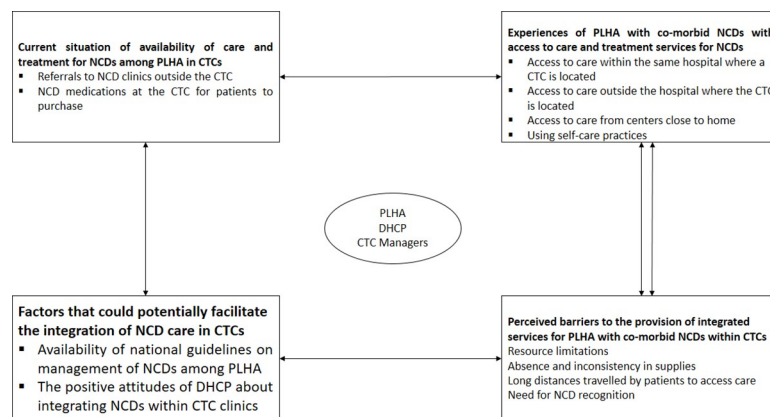 Current situation of availability of care and
treatment for NCDs among PLHA in CTCs
▪ Referrals to NCD clinics outside the CTC
▪ NCD medications at the CTC for patients to
purchase
Experiences of PLHA with co-morbid NCDs with
access to care and treatment services for NCDs
▪ Access to care within the same hospital where a
CTC is located
▪ Access to care outside the hospital where the CTC
is located
▪ Access to care from centers close to home
▪ Using self-care practices
PLHA
DHCP
CTC Managers
Factors that could potentially facilitate
the integration of NCD care in CTCs
▪ Availability of national guidelines on
management of NCDs among PLHA
▪ The positive attitudes of DHCP about
integrating NCDs within CTC clinics
Perceived barriers to the provision of integrated
services for PLHA with co-morbid NCDs within CTCs
Resource limitations
Absence and inconsistency in supplies
Long distances travelled by patients to access care
Need for NCD recognition